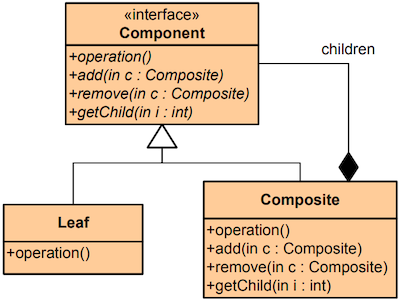 «interface»
Component
+operation()
+add(in c : Composite)
+remove(in c : Composite)
+getChild(in i : int)
children
Leaf
+operation()
Composite
+operation()
+add(in c : Composite)
+remove(in c : Composite)
+getChild(in i : int)